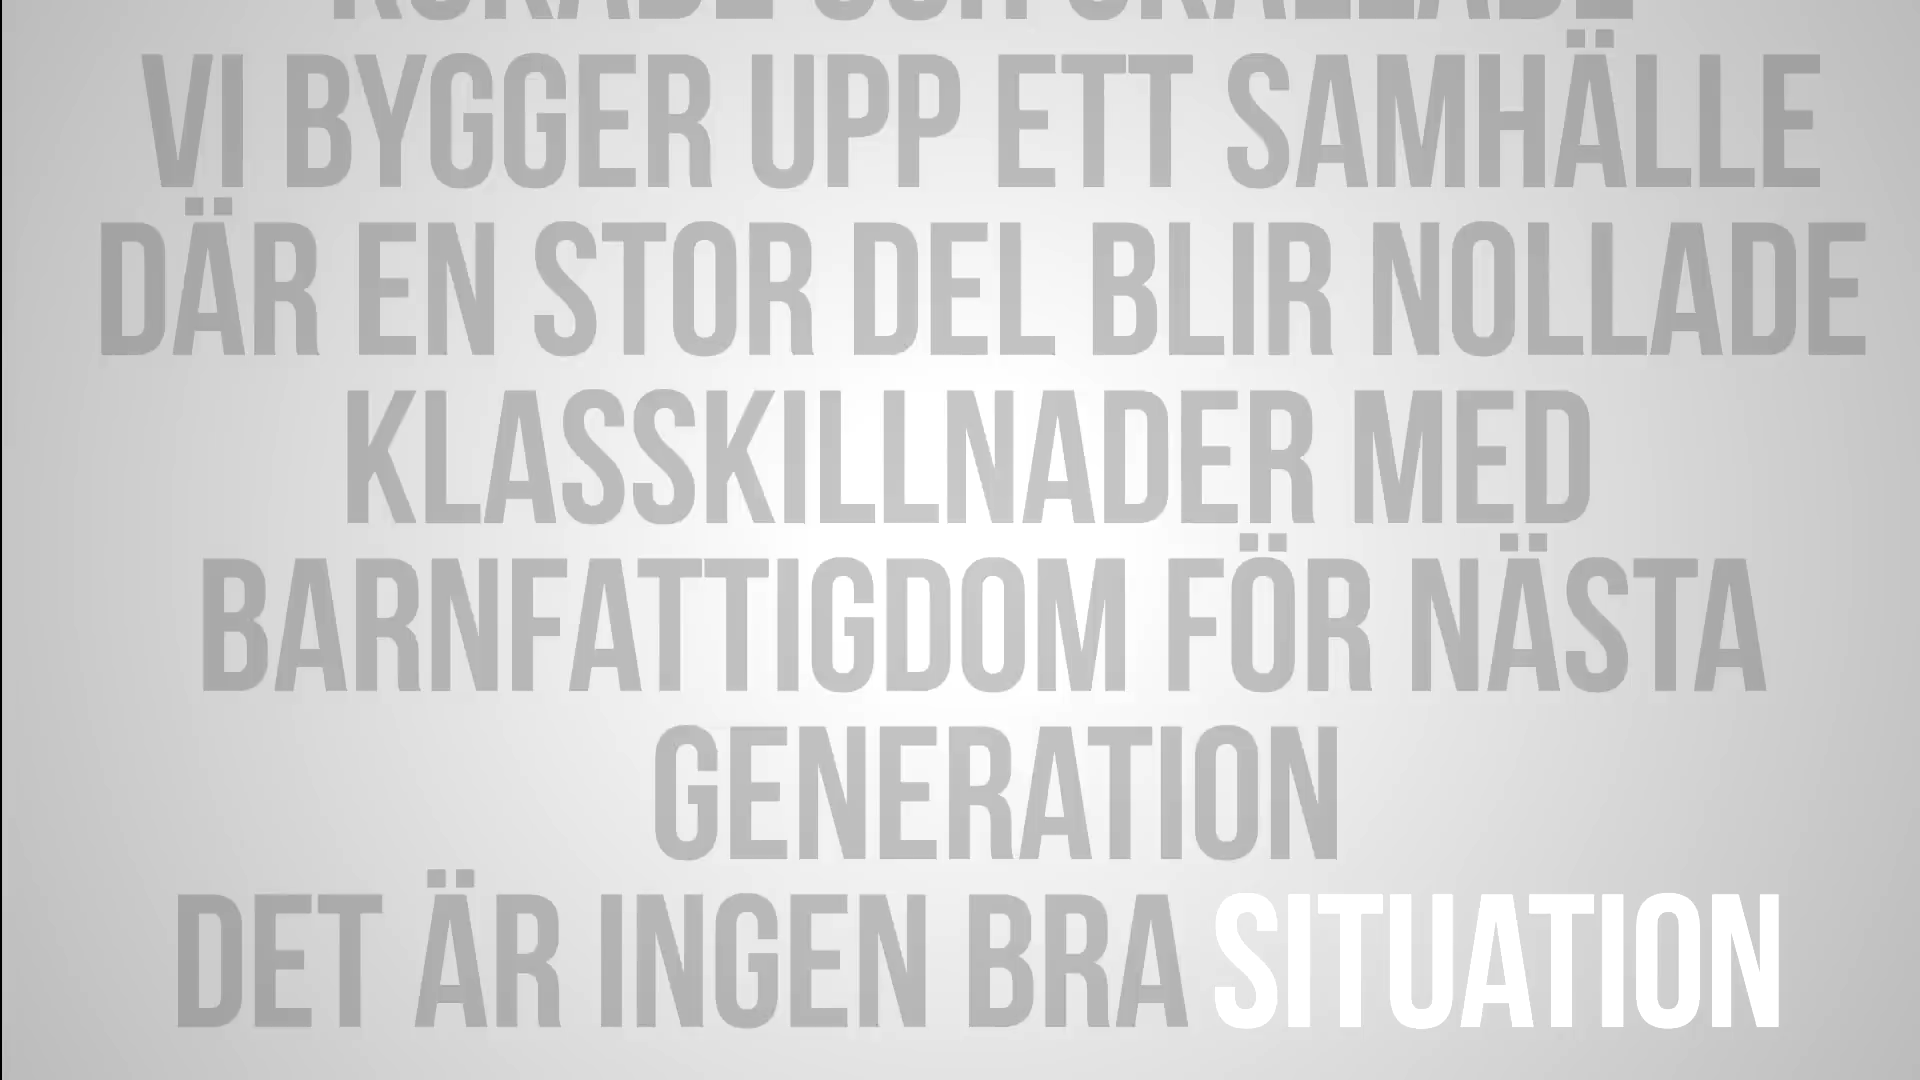 VI BYGGER UPP ETT SAMHÄLLE
DÄR EN STOR DEL BLIR NOLLADE
KLASSKILLNADER MED
BARNFATTIGDOM FÖR NÄSTA
GENERATION
DET ÄR INGEN BRA SITUATION